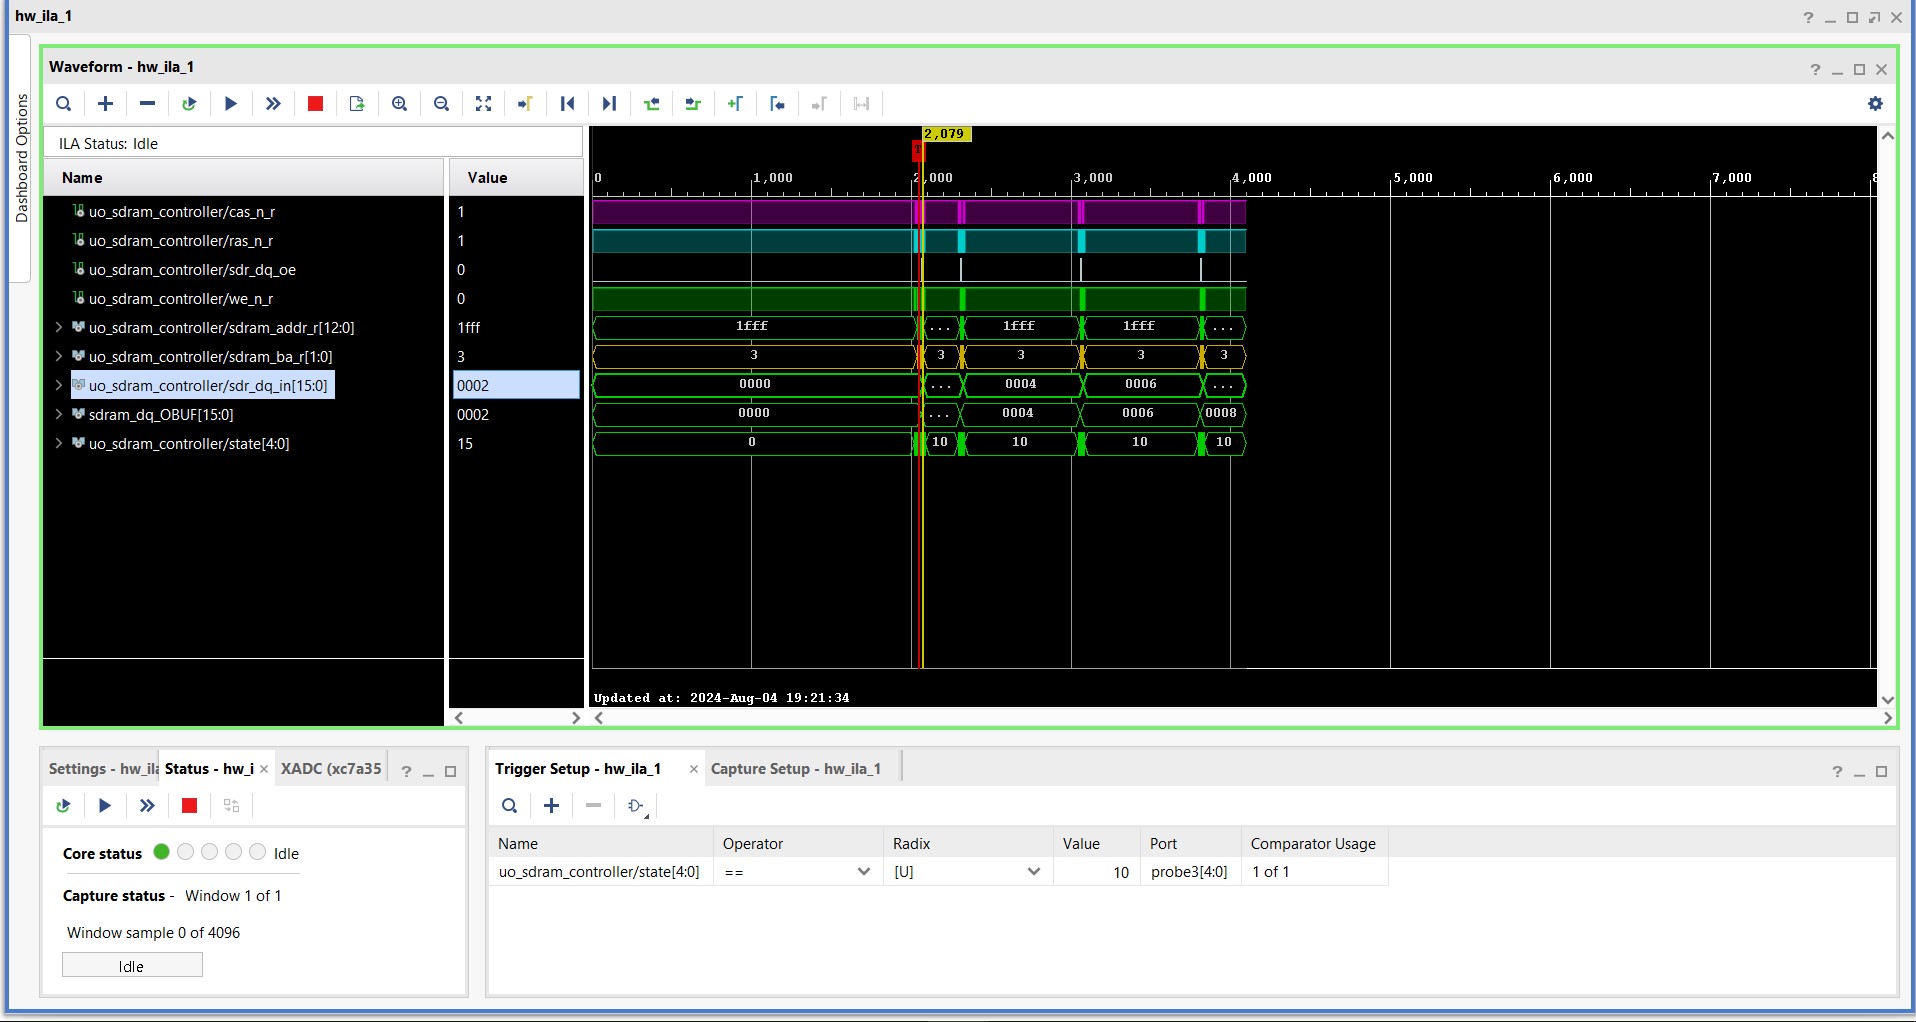 hw_ila_1
Dashboard Options
Waveform - hw_ila_1
ILA Status: Idle
Name Value
2,079
T
0 1,000 2,000 3,000 4,000 5,000 6,000 7,000 8
uo_sdram_controller/cas_n_r 1
uo_sdram_controller/ras_n_r 1
uo_sdram_controller/sdr_dq_oe 0
uo_sdram_controller/we_n_r 0
uo_sdram_controller/sdram_addr_r[12:0] 1fff 1fff ... 1fff 1fff ...
uo_sdram_controller/sdram_ba_r[1:0] 3 3 3 3 3 3
uo_sdram_controller/sdr_dq_in[15:0] 0002 0000 ... 0004 0006 ...
sdram_dq_OBUF[15:0] 0002 0000 ... 0004 0006 0008
uo_sdram_controller/state[4:0] 15 0 10 10 10 10
Updated at: 2024-Aug-04 19:21:34
Settings - hw_ila Status - hw_i × XADC (xc7a35
Core status Idle
Capture status - Window 1 of 1
Window sample 0 of 4096
Idle
Trigger Setup - hw_ila_1 × Capture Setup - hw_ila_1
Name Operator Radix Value Port Comparator Usage
uo_sdram_controller/state[4:0] == [U] 10 probe3[4:0] 1 of 1